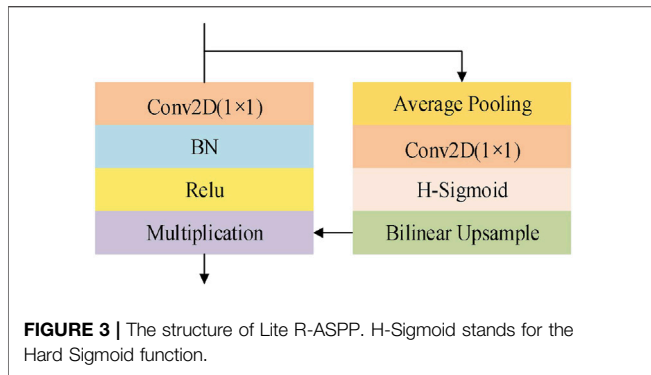 Conv2D(1×1)
BN
Relu
Multiplication
Average Pooling
Conv2D(1×1)
H-Sigmoid
Bilinear Upsample
FIGURE 3 | The structure of Lite R-ASPP. H-Sigmoid stands for the
Hard Sigmoid function.